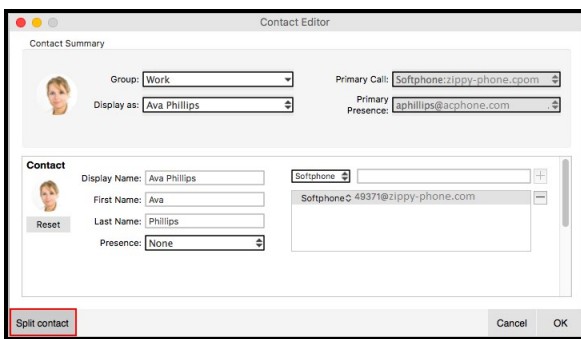 Contact Editor
Contact Summary
Group: Work Primary Call: Softphone:zippy-phone.cpom
Display as: Ava Phillips Primary Presence: aphillips@acphone.com
Contact
Display Name: Ava Phillips Softphone
First Name: Ava Softphone 49371@zippy-phone.com
Last Name: Phillips
Reset
Presence: None
Split contact Cancel OK